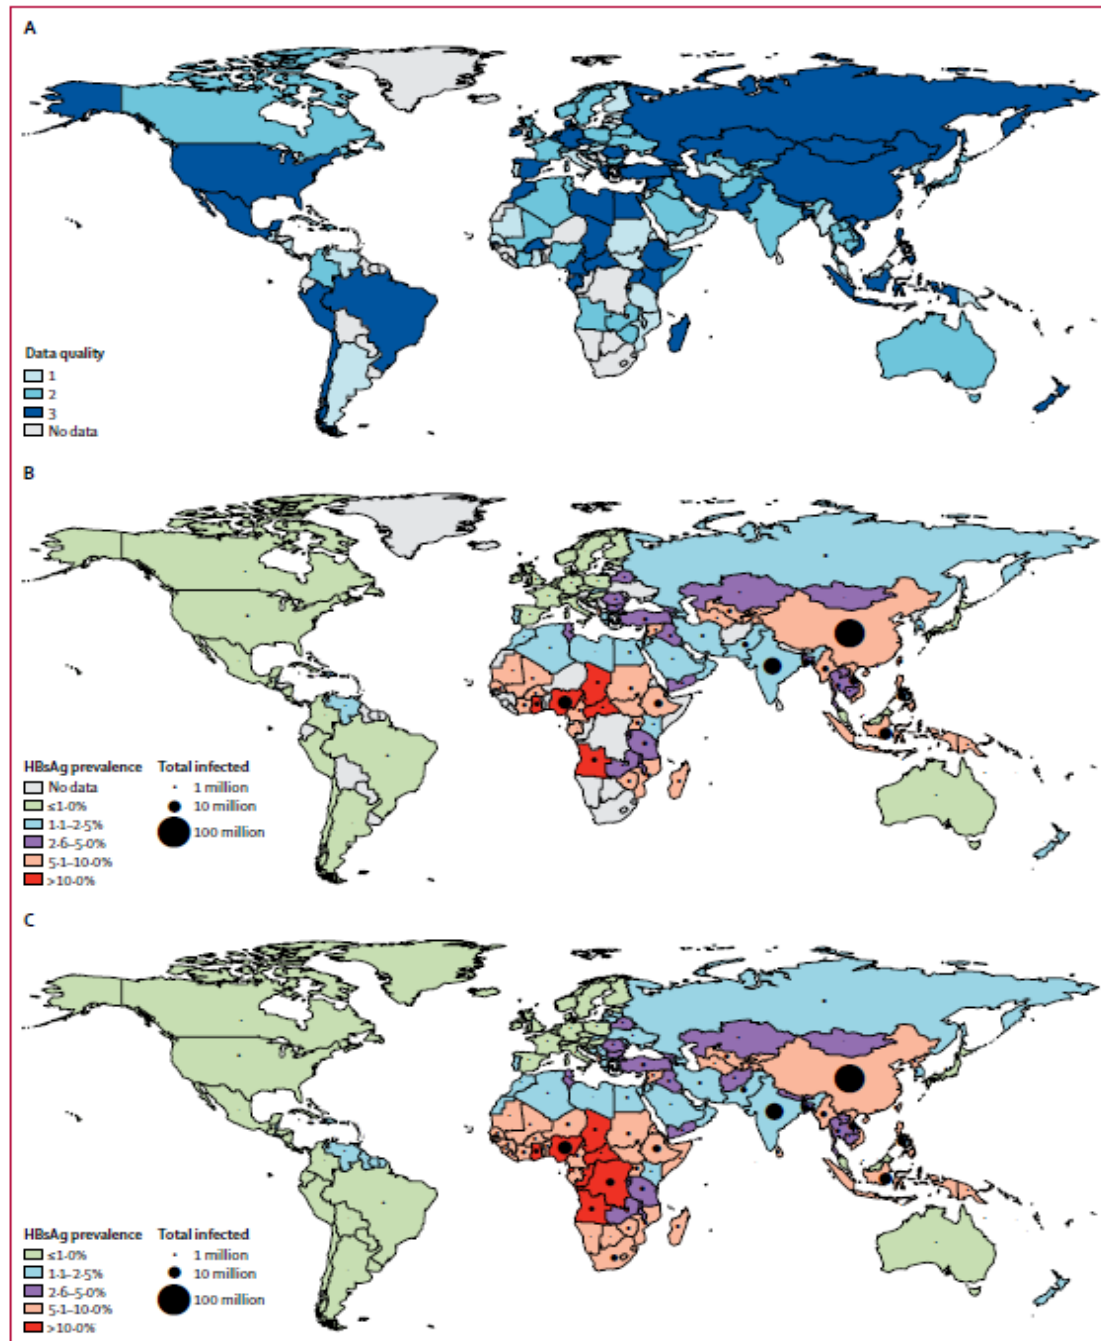 A
Data quality
1
2
3
No data
B
HBsAg prevalence Total infected
No data 1 million
≤1·0% 10 million
1·1–2·5% 100 million
2·6–5·0%
5·1–10·0%
>10·0%
C
HBsAg prevalence Total infected
≤1·0% 1 million
1·1–2·5% 10 million
2·6–5·0% 100 million
5·1–10·0%
>10·0%